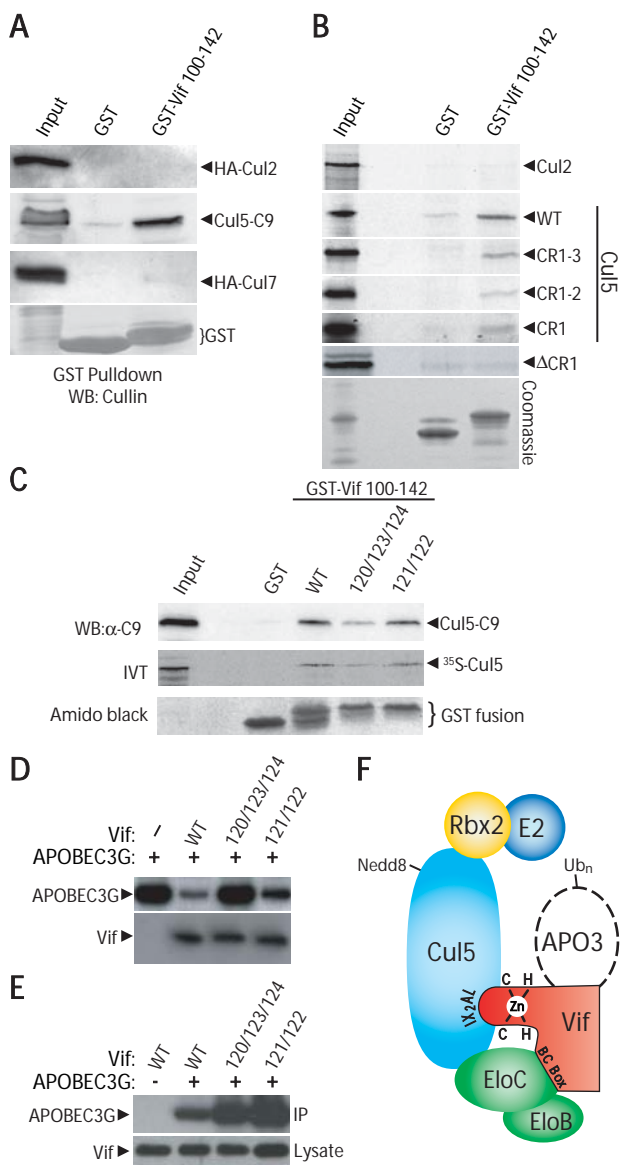 A
Input
GST
GST-Vif 100-142
HA-Cul2
Cul5-C9
HA-Cul7
}GST
GST Pulldown
WB: Cullin
B
Input
GST
GST-Vif 100-142
Cul2
WT
CR1-3
CR1-2
CR1
ΔCR1
Cul5
Coomassie
C
GST-Vif 100-142
Input
GST
WT
120/123/124
121/122
WB:α-C9
Cul5-C9
IVT
35S-Cul5
Amido black
} GST fusion
D
Vif: / WT 120/123/124 121/122
APOBEC3G: + + + +
APOBEC3G
Vif
E
Vif: WT WT 120/123/124 121/122
APOBEC3G: - + + +
APOBEC3G IP
Vif Lysate
F
Rbx2
E2
Nedd8
Ubn
Cul5
APO3
C H
IX2AL
Zn
Vif
C H
BC Box
EloC
EloB